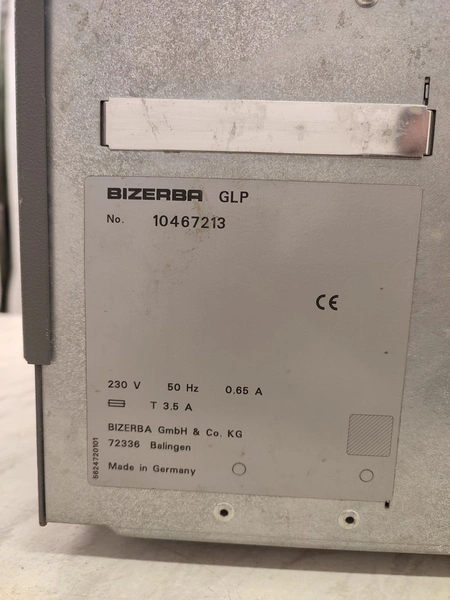 BIZERBA GLP
No. 10467213
CE
230 V 50 Hz 0,65 A
T 3,5 A
BIZERBA GmbH & Co. KG
72336 Balingen
Made in Germany
5624720101